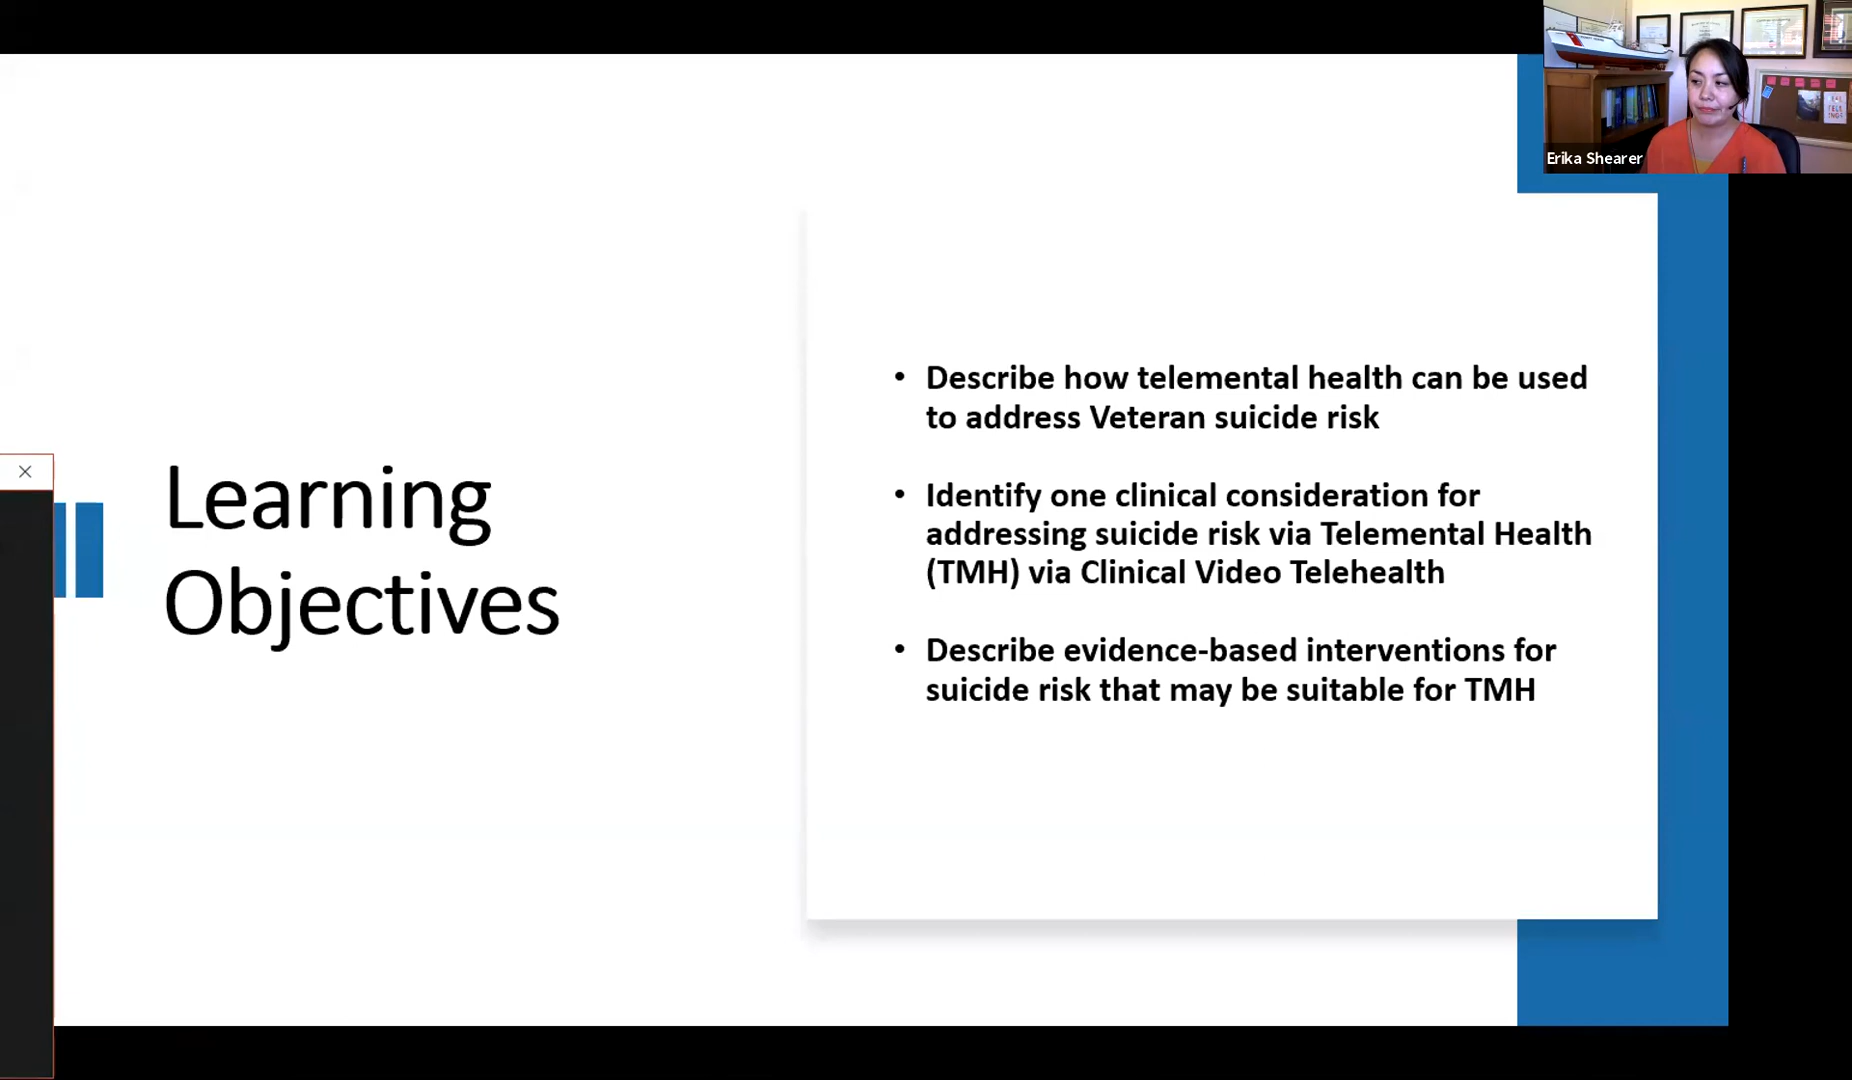 Erika Shearer
Learning
Objectives
• Describe how telemental health can be used
to address Veteran suicide risk
• Identify one clinical consideration for
addressing suicide risk via Telemental Health
(TMH) via Clinical Video Telehealth
• Describe evidence-based interventions for
suicide risk that may be suitable for TMH